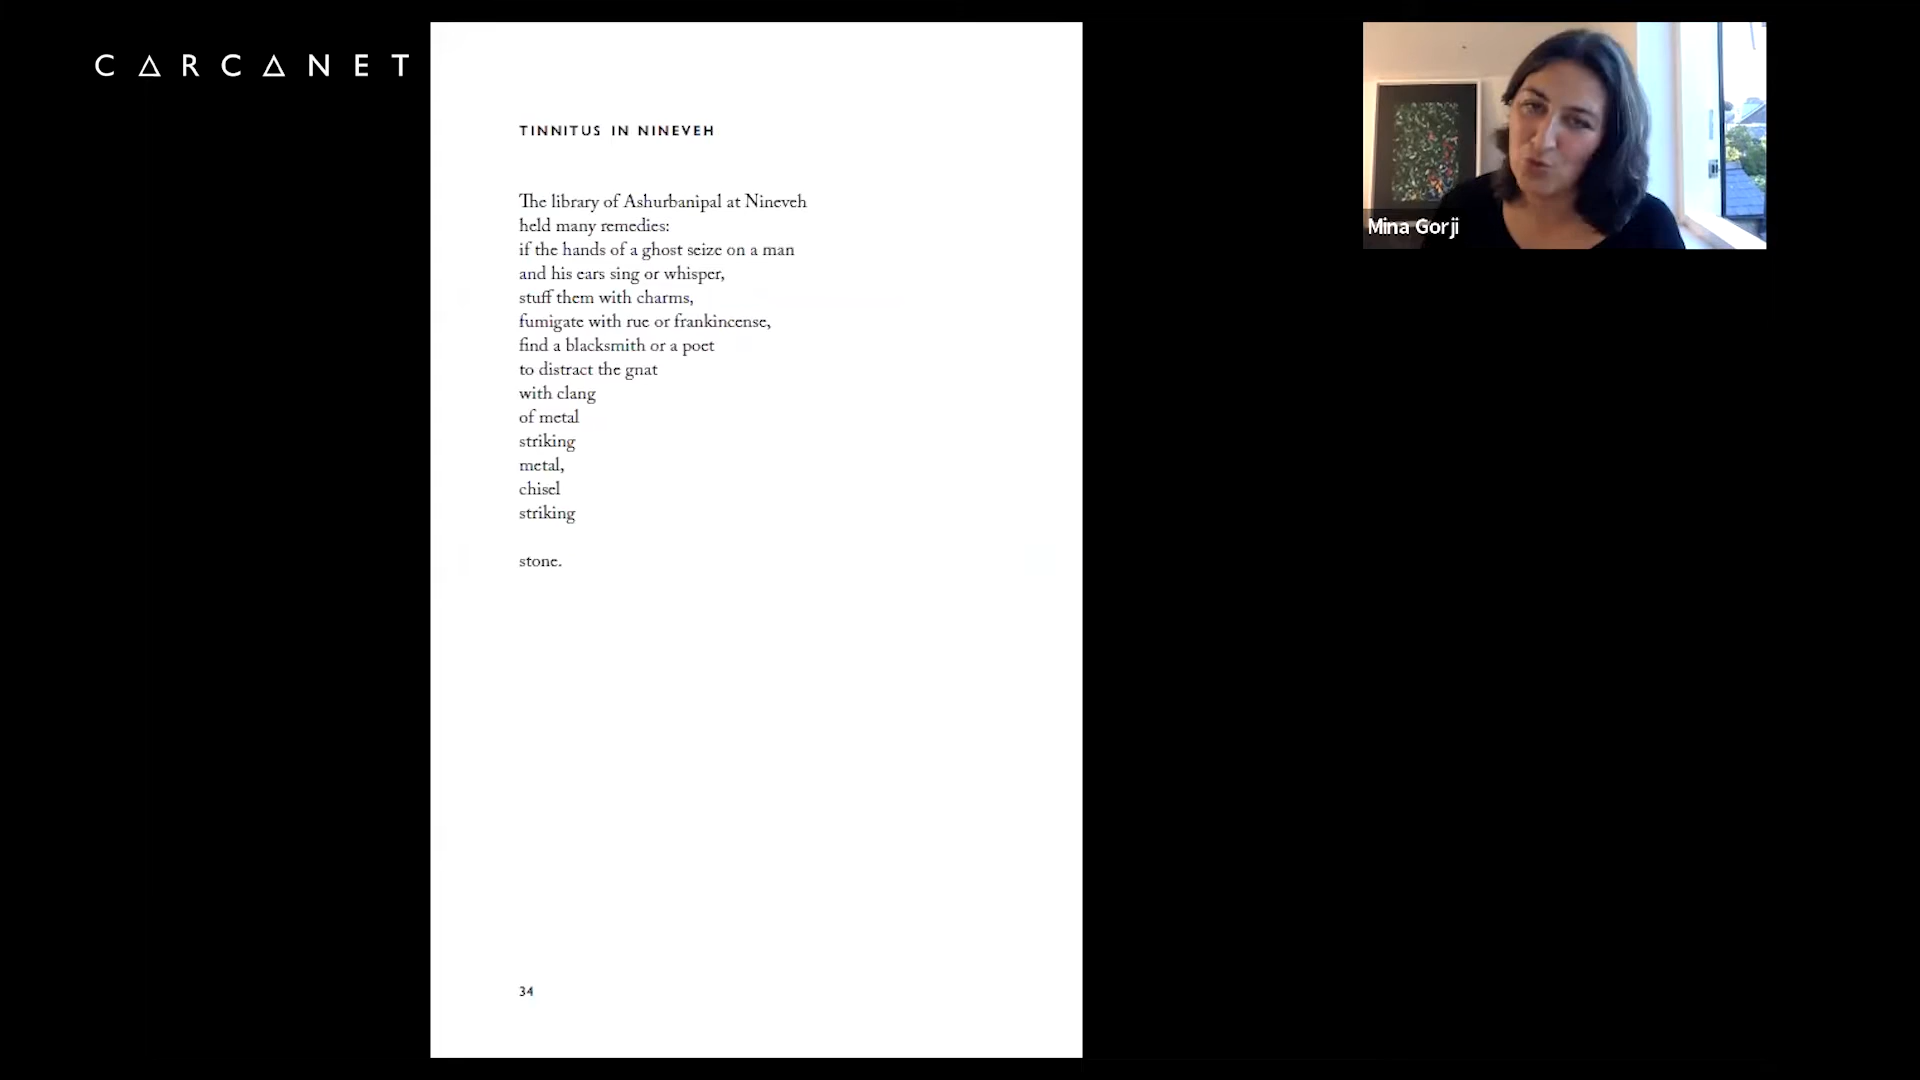 CARCANET
TINNITUS IN NINEVEH
The library of Ashurbanipal at Nineveh
held many remedies:
if the hands of a ghost seize on a man
and his ears sing or whisper,
stuff them with charms,
fumigate with rue or frankincense,
find a blacksmith or a poet
to distract the gnat
with clang
of metal
striking
metal,
chisel
striking
stone.
34
Mina Gorji